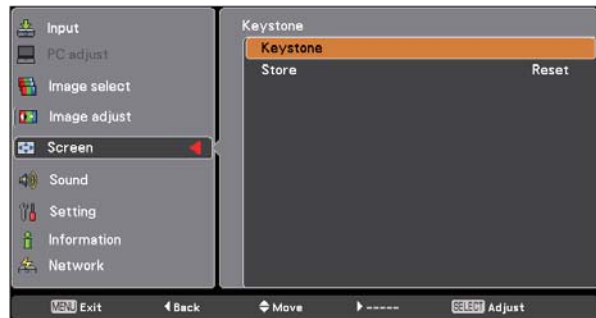 Input
PC adjust
Image select
Image adjust
Screen
Sound
Setting
Information
Network
Keystone
Keystone
Store Reset
MENU Exit Back Move ----- SELECT Adjust